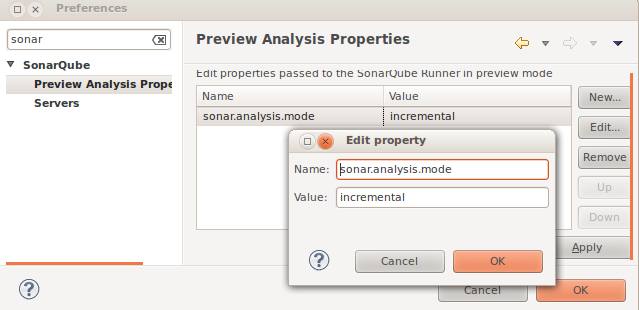 Preferences
sonar
SonarQube
Preview Analysis Prope
Servers
Preview Analysis Properties
Edit properties passed to the SonarQube Runner in preview mode
Name Value
sonar.analysis.mode incremental
New...
Edit...
Remove
Up
Down
Apply
Edit property
Name: sonar.analysis.mode
Value: incremental
? Cancel OK
? Cancel OK